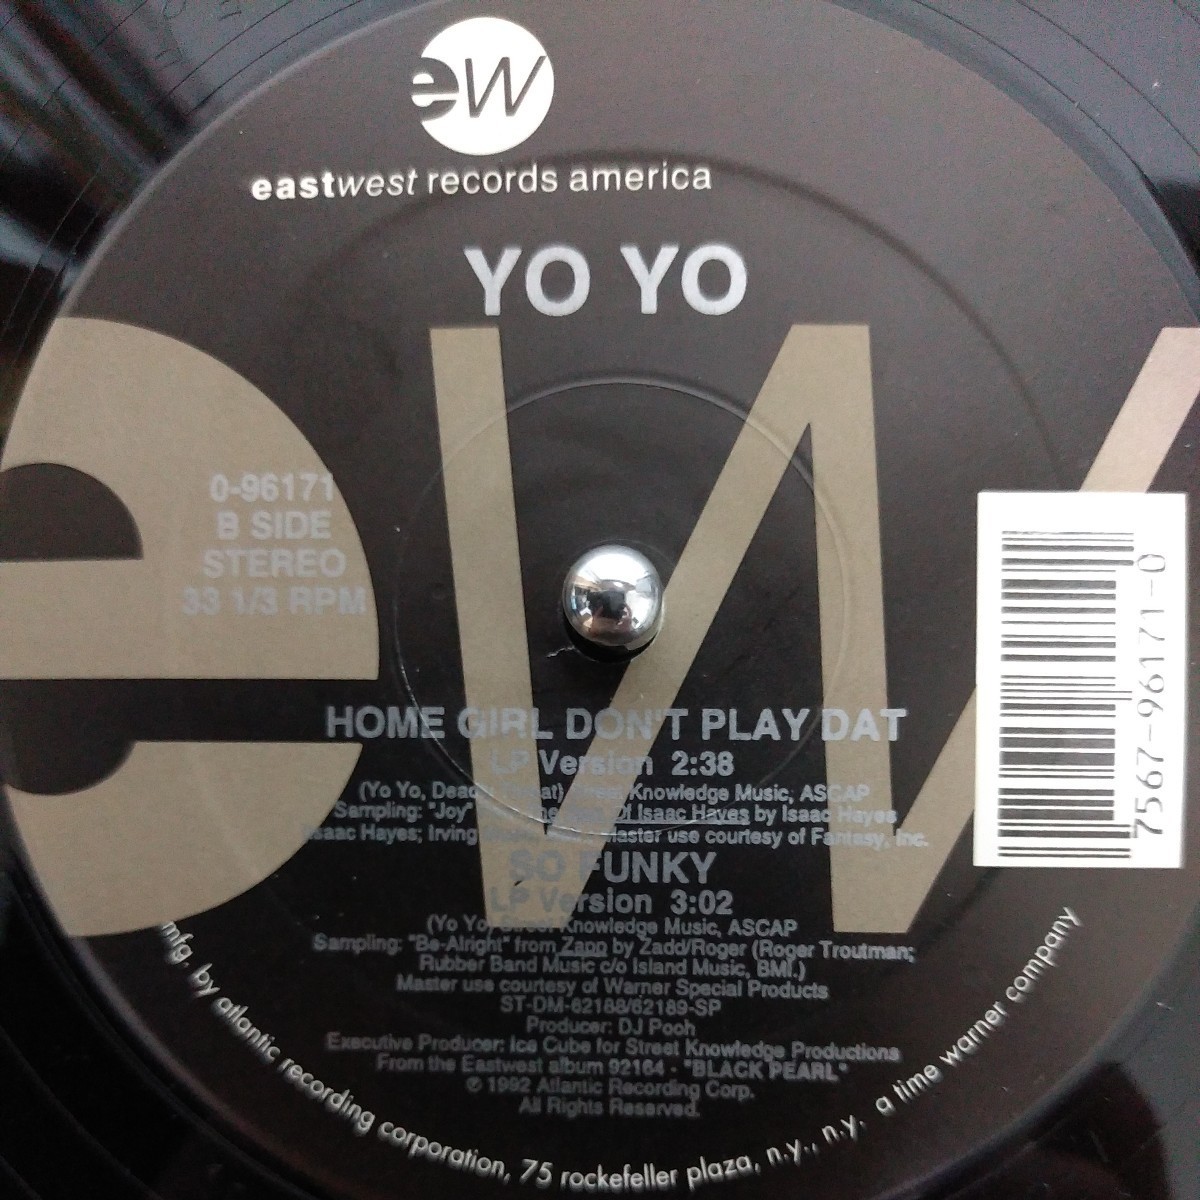 ew
eastwest records america
YO YO
ew
0-96171
B SIDE
STEREO
33 1/3 RPM
7567-96171-0
HOME GIRL DON'T PLAY DAT
LP Version 2:38
(Yo Yo, Street Knowledge Music, ASCAP
Sampling: "Joy" Of Isaac Hayes by Isaac Hayes
Isaac Hayes; Irving Master use courtesy of Fantasy, Inc.
SO FUNKY
LP Version 3:02
(Yo Yo) Street Knowledge Music, ASCAP
Sampling: "Be-Alright" from Zapp by Zadd/Roger (Roger Troutman;
Rubber Band Music c/o Island Music, BMI.)
Master use courtesy of Warner Special Products
ST-DM-62188/62189-SP
Producer: DJ Pooh
Executive Producer: Ice Cube for Street Knowledge Productions
From the Eastwest album 92164 - "BLACK PEARL"
℗ 1992 Atlantic Recording Corp.
All Rights Reserved.
mfg. by atlantic recording corporation, 75 rockefeller plaza, n.y., n.y. a time warner company